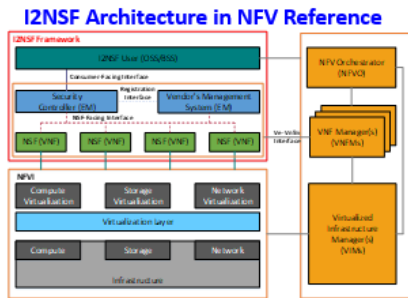 I2NSF Architecture in NFV Reference
I2NSF Framework
I2NSF User (OSS/BSS)
Consumer-Facing Interface
Security
Controller (EM)
Registration
Interface
Vendor's Management
System (EM)
NSF-Facing Interface
NSF (VNF)
NSF (VNF)
NSF (VNF)
NSF (VNF)
NFV Orchestrator
(NFVO)
Ve-Vnfm
Interface
VNF Manager(s)
(VNFMs)
NFVI
Compute
Virtualization
Storage
Virtualization
Network
Virtualization
Virtualization Layer
Compute
Storage
Network
Infrastructure
Virtualized
Infrastructure
Manager(s)
(VIMs)